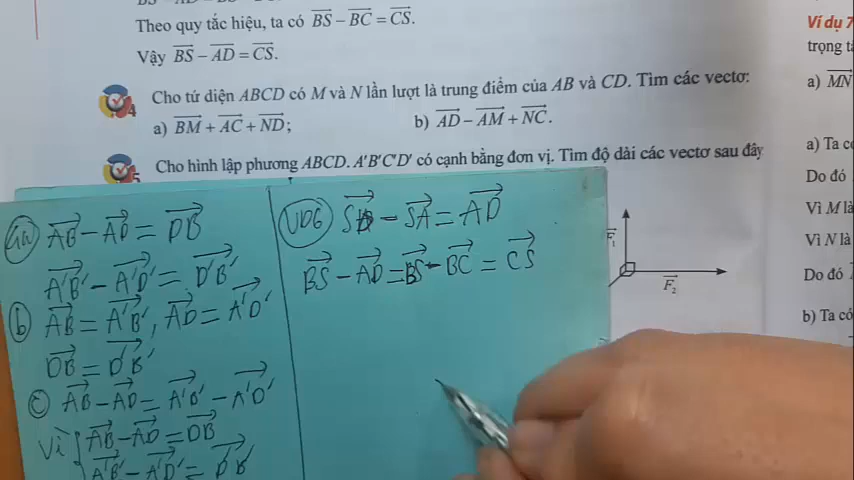 Theo quy tắc hiệu, ta có BS − BC = CS.
Vậy BS − AD = CS.
4 Cho tứ diện ABCD có M và N lần lượt là trung điểm của AB và CD. Tìm các vectơ:
a) BM + AC + ND; b) AD − AM + NC.
5 Cho hình lập phương ABCD. A'B'C'D' có cạnh bằng đơn vị. Tìm độ dài các vectơ sau đây
Ví dụ 7
trọng
a) MN
a) Ta
Do đó
Vì M là
Vì N là
Do đó
b) Ta có
F₁
F₂
AB − AD = DB
A'B' − A'D' = D'B'
b AB = A'B', AD = A'D'
DB = D'B'
c AB − AD = A'B' − A'D'
Vì { AB − AD = DB
A'B' − A'D' = D'B'
VD6 SD − SA = AD
BS − AD = BS − BC = CS